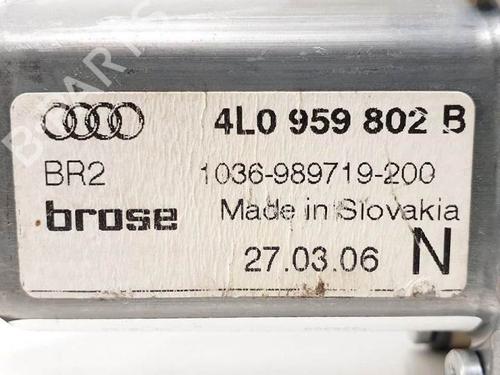 4L0 959 802 B
BR2 1036-989719-200
brose Made in Slovakia
27.03.06 N